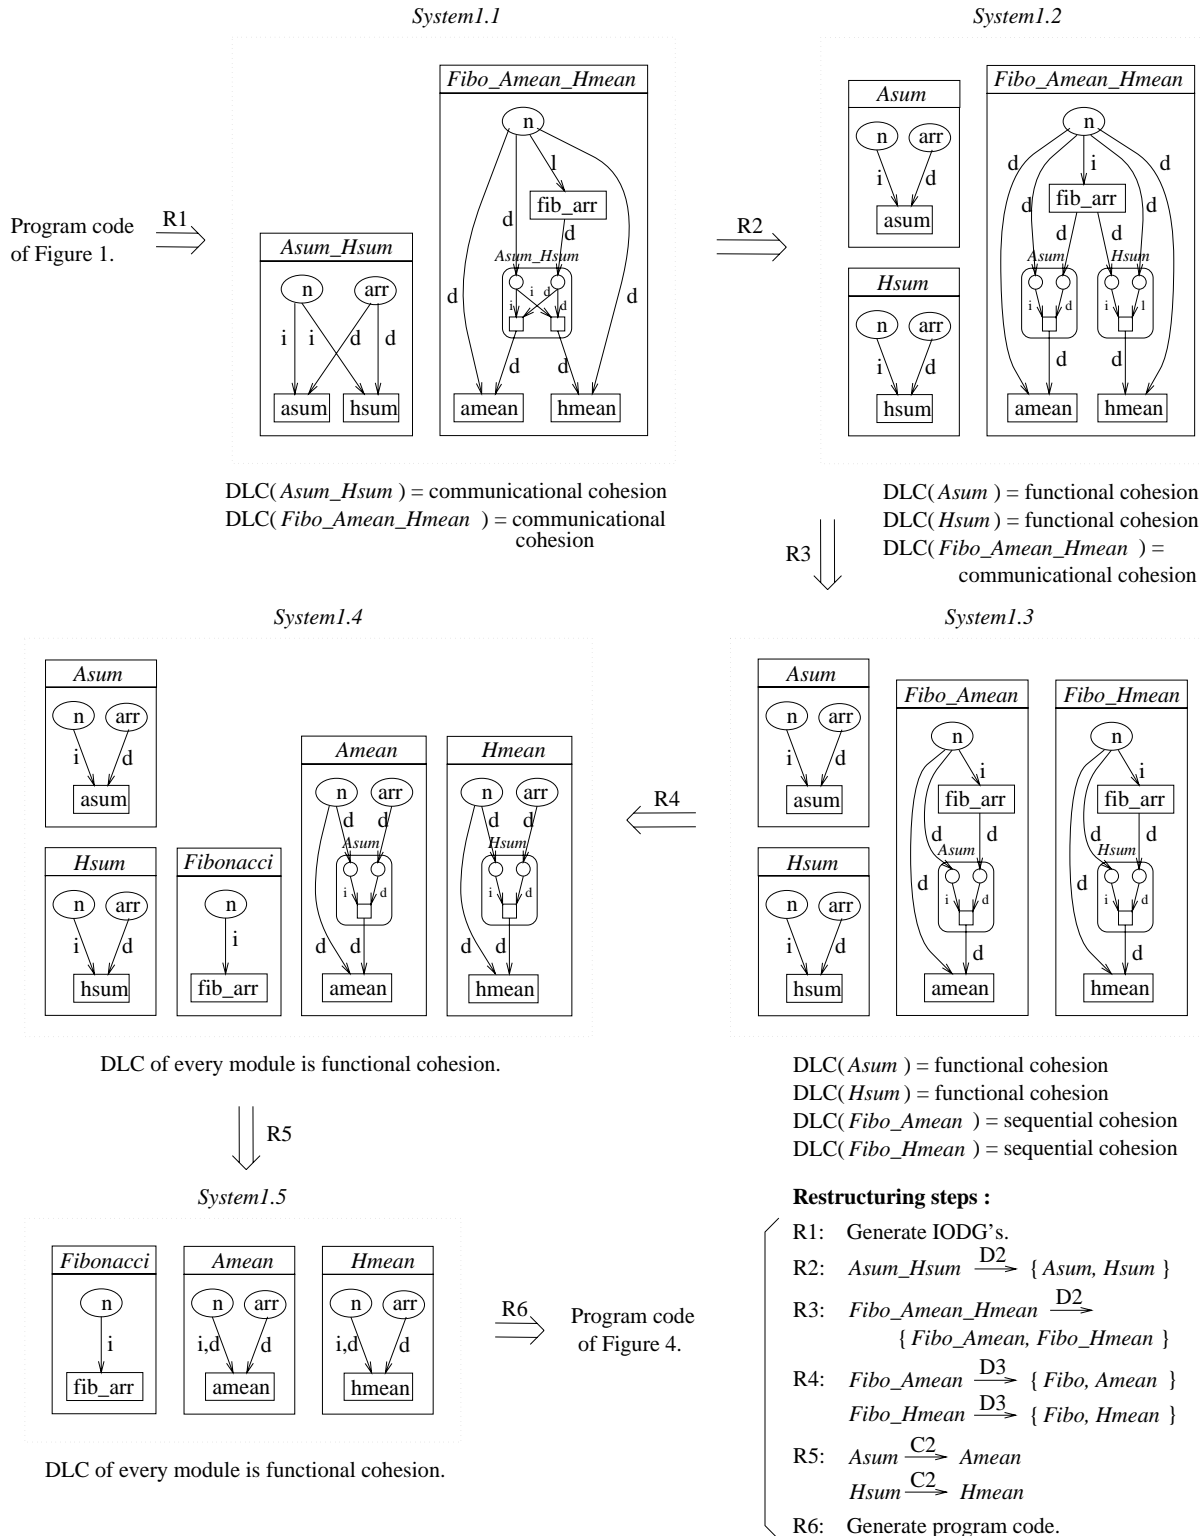 System1.1
Asum_Hsum
n arr
i i d d
asum hsum
Fibo_Amean_Hmean
n
l
fib_arr
d d
Asum_Hsum
i i d d
d d
d d
amean hmean
DLC( Asum_Hsum ) = communicational cohesion
DLC( Fibo_Amean_Hmean ) = communicational
cohesion
Program code
of Figure 1.
R1
R2
System1.2
Asum
n arr
i d
asum
Hsum
n arr
i d
hsum
Fibo_Amean_Hmean
n
d i d d
fib_arr
d d d
Asum Hsum
i d i l
d d
amean hmean
DLC( Asum ) = functional cohesion
DLC( Hsum ) = functional cohesion
DLC( Fibo_Amean_Hmean ) =
communicational cohesion
R3
System1.3
Asum
n arr
i d
asum
Hsum
n arr
i d
hsum
Fibo_Amean
n
i
fib_arr
d d
Asum
i d
d d
amean
Fibo_Hmean
n
i
fib_arr
d d
Hsum
i d
d d
hmean
DLC( Asum ) = functional cohesion
DLC( Hsum ) = functional cohesion
DLC( Fibo_Amean ) = sequential cohesion
DLC( Fibo_Hmean ) = sequential cohesion
R4
System1.4
Asum
n arr
i d
asum
Hsum
n arr
i d
hsum
Fibonacci
n
i
fib_arr
Amean
n arr
d d
Asum
i d
d d
amean
Hmean
n arr
d d
Hsum
i d
d d
hmean
DLC of every module is functional cohesion.
R5
System1.5
Fibonacci
n
i
fib_arr
Amean
n arr
i,d d
amean
Hmean
n arr
i,d d
hmean
DLC of every module is functional cohesion.
R6
Program code
of Figure 4.
Restructuring steps :
R1: Generate IODG's.
R2: Asum_Hsum D2 { Asum, Hsum }
R3: Fibo_Amean_Hmean D2
{ Fibo_Amean, Fibo_Hmean }
R4: Fibo_Amean D3 { Fibo, Amean }
Fibo_Hmean D3 { Fibo, Hmean }
R5: Asum C2 Amean
Hsum C2 Hmean
R6: Generate program code.